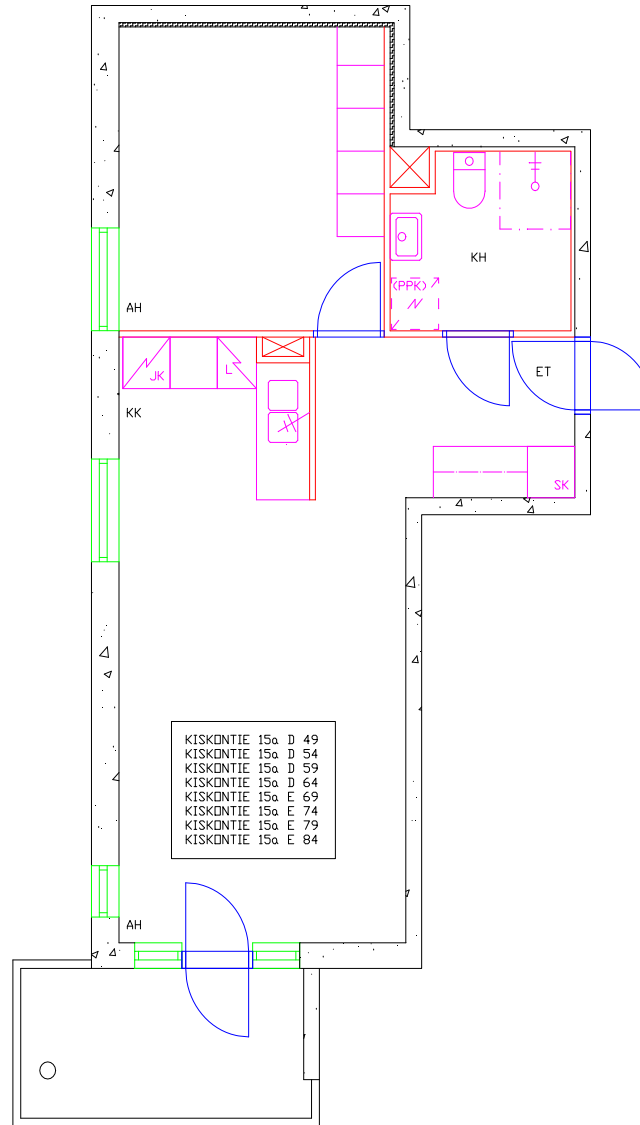 KH
(PPK)
AH
ET
JK
L
KK
SK
KISKONTIE 15a D 49
KISKONTIE 15a D 54
KISKONTIE 15a D 59
KISKONTIE 15a D 64
KISKONTIE 15a E 69
KISKONTIE 15a E 74
KISKONTIE 15a E 79
KISKONTIE 15a E 84
AH